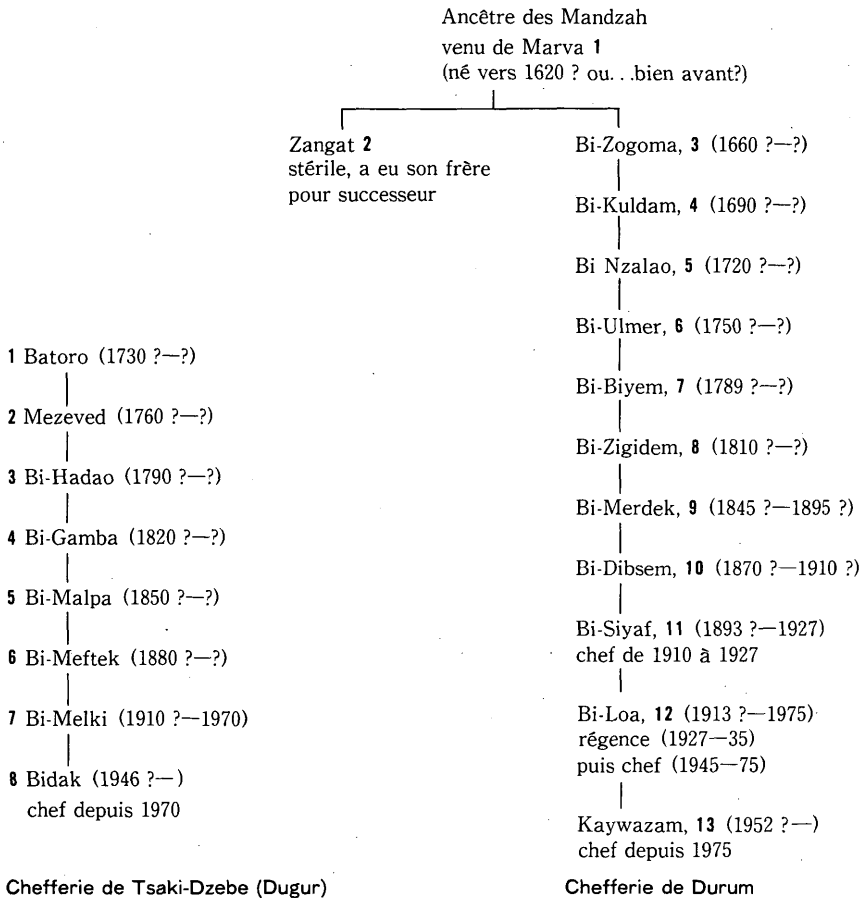 Ancêtre des Mandzah
venu de Marva 1
(né vers 1620 ? ou. . .bien avant?)
Zangat 2
stérile, a eu son frère
pour successeur
Bi-Zogoma, 3 (1660 ?—?)
Bi-Kuldam, 4 (1690 ?—?)
Bi Nzalao, 5 (1720 ?—?)
Bi-Ulmer, 6 (1750 ?—?)
Bi-Biyem, 7 (1789 ?—?)
Bi-Zigidem, 8 (1810 ?—?)
Bi-Merdek, 9 (1845 ?—1895 ?)
Bi-Dibsem, 10 (1870 ?—1910 ?)
Bi-Siyaf, 11 (1893 ?—1927)
chef de 1910 à 1927
Bi-Loa, 12 (1913 ?—1975)
régence (1927—35)
puis chef (1945—75)
Kaywazam, 13 (1952 ?—)
chef depuis 1975
Chefferie de Durum
1 Batoro (1730 ?—?)
2 Mezeved (1760 ?—?)
3 Bi-Hadao (1790 ?—?)
4 Bi-Gamba (1820 ?—?)
5 Bi-Malpa (1850 ?—?)
6 Bi-Meftek (1880 ?—?)
7 Bi-Melki (1910 ?—1970)
8 Bidak (1946 ?—)
chef depuis 1970
Chefferie de Tsaki-Dzebe (Dugur)